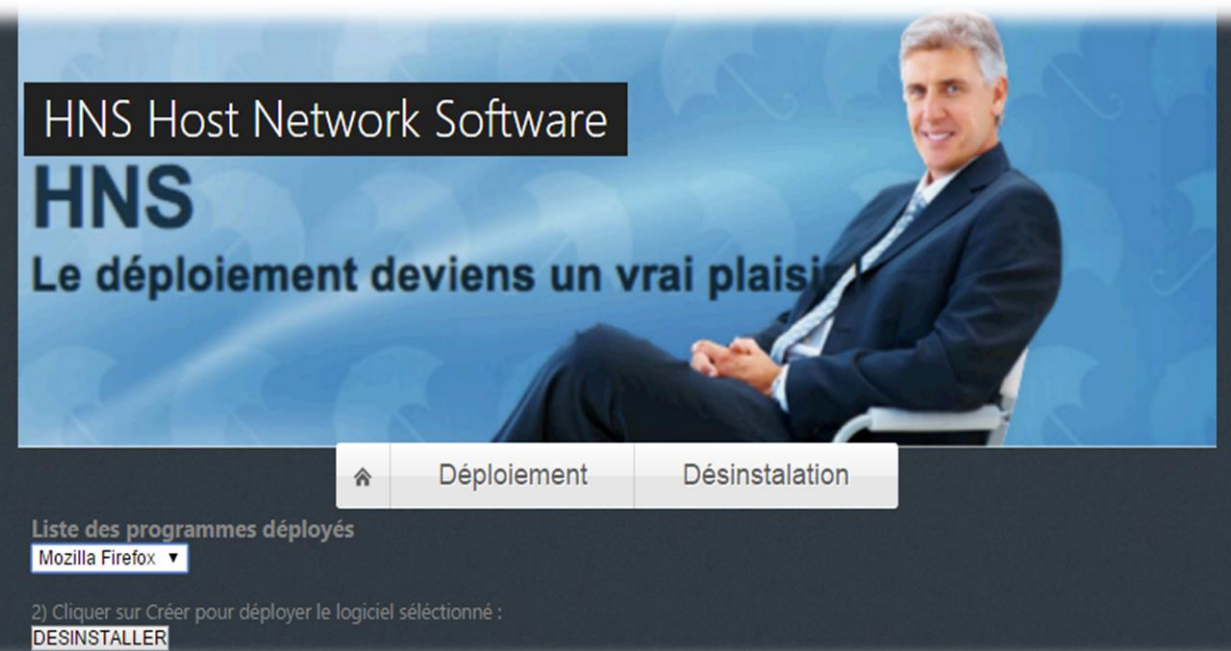 HNS Host Network Software
HNS
Le déploiement deviens un vrai plaisir !
Déploiement
Désinstalation
Liste des programmes déployés
Mozilla Firefox
2) Cliquer sur Créer pour déployer le logiciel séléctionné :
DESINSTALLER